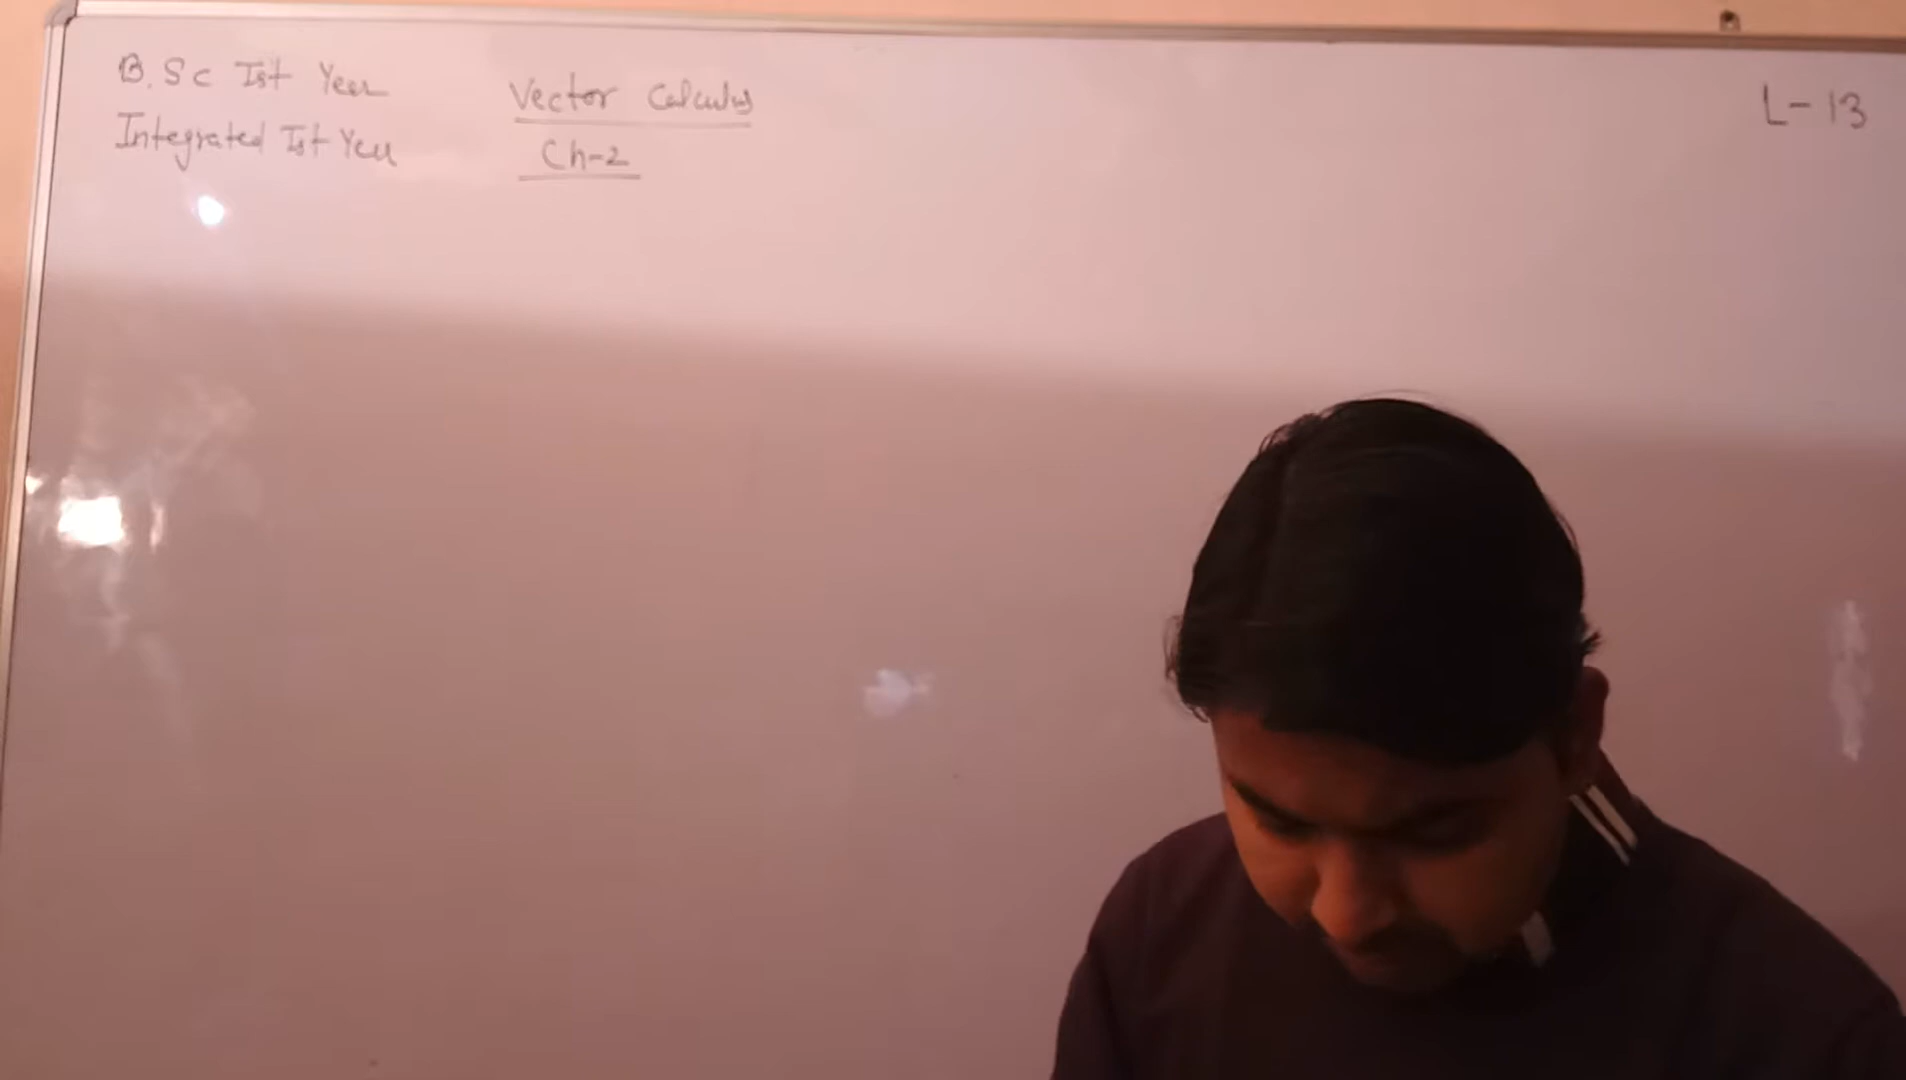 B.Sc Ist Year
Integrated Ist Year
Vector Calculus
Ch-2
L-13